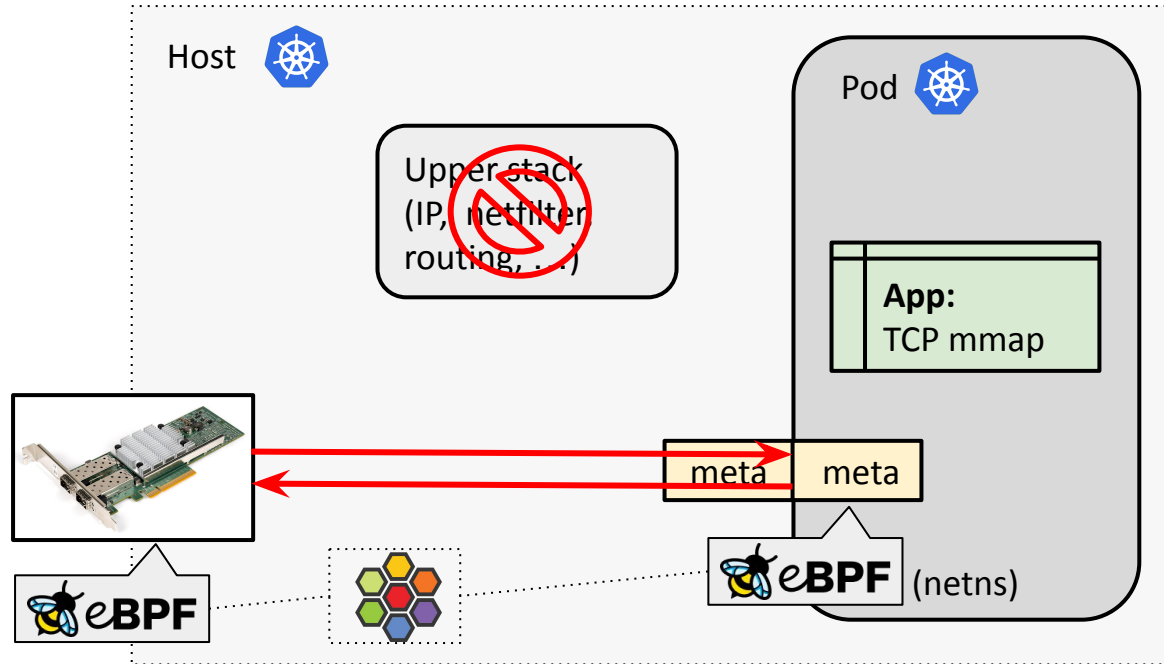 Host
Pod
Upper stack
(IP, netfilter,
routing, …)
App:
TCP mmap
meta
meta
eBPF
eBPF
(netns)